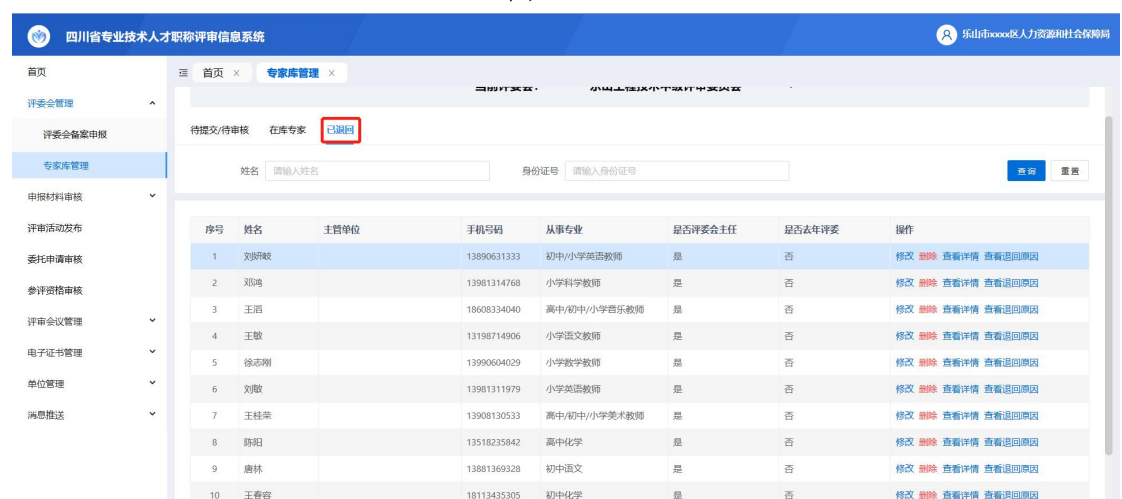 四川省专业技术人才职称评审信息系统
乐山市xxxx区人力资源和社会保障局
首页
首页 × 专家库管理 ×
评委会管理
当前评委会： 乐山工程技术中级评审委员会
评委会备案申报
待提交/待审核 在库专家 已退回
专家库管理
姓名 请输入姓名 身份证号 请输入身份证号 查询 重置
申报材料审核
评审活动发布
委托申请审核
参评资格审核
评审会议管理
电子证书管理
单位管理
消息推送
序号 姓名 主管单位 手机号码 从事专业 是否评委会主任 是否去年评委 操作
1 刘妍岐 13890631333 初中/小学英语教师 是 否 修改 删除 查看详情 查看退回原因
2 邓鸿 13981314768 小学科学教师 是 否 修改 删除 查看详情 查看退回原因
3 王滔 18608334040 高中/初中/小学音乐教师 是 否 修改 删除 查看详情 查看退回原因
4 王敏 13198714906 小学语文教师 是 否 修改 删除 查看详情 查看退回原因
5 徐志刚 13990604029 小学数学教师 是 否 修改 删除 查看详情 查看退回原因
6 刘敏 13981311979 小学英语教师 是 否 修改 删除 查看详情 查看退回原因
7 王桂荣 13908130533 高中/初中/小学美术教师 是 否 修改 删除 查看详情 查看退回原因
8 陈阳 13518235842 高中化学 是 否 修改 删除 查看详情 查看退回原因
9 唐林 13881369328 初中语文 是 否 修改 删除 查看详情 查看退回原因
10 王春容 18113435305 初中化学 是 否 修改 删除 查看详情 查看退回原因